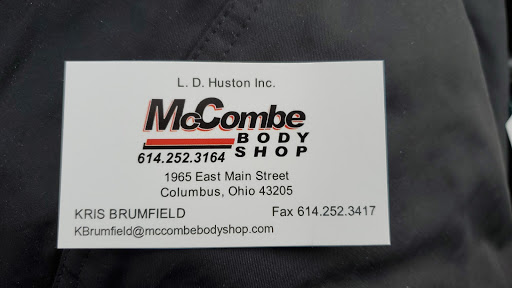 L. D. Huston Inc.
McCombe
BODY
614.252.3164 SHOP
1965 East Main Street
Columbus, Ohio 43205
KRIS BRUMFIELD Fax 614.252.3417
KBrumfield@mccombebodyshop.com